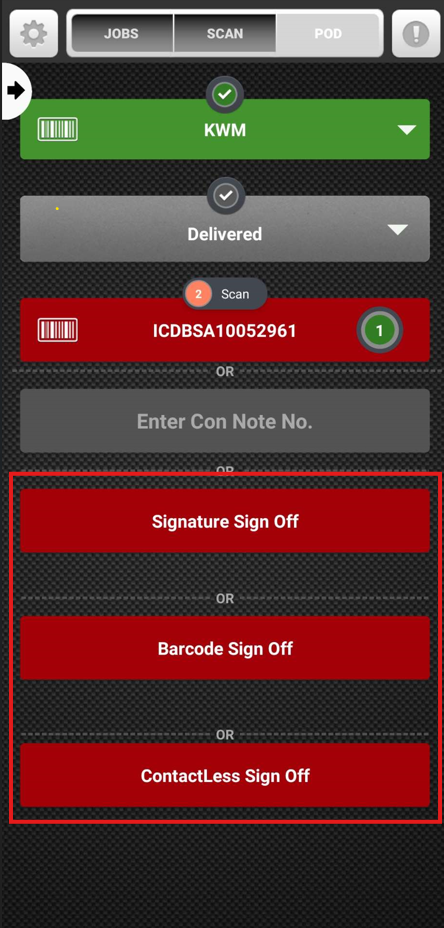 JOBS
SCAN
POD
KWM
Delivered
2 Scan
ICDBSA10052961
1
OR
Enter Con Note No.
OR
Signature Sign Off
OR
Barcode Sign Off
OR
ContactLess Sign Off